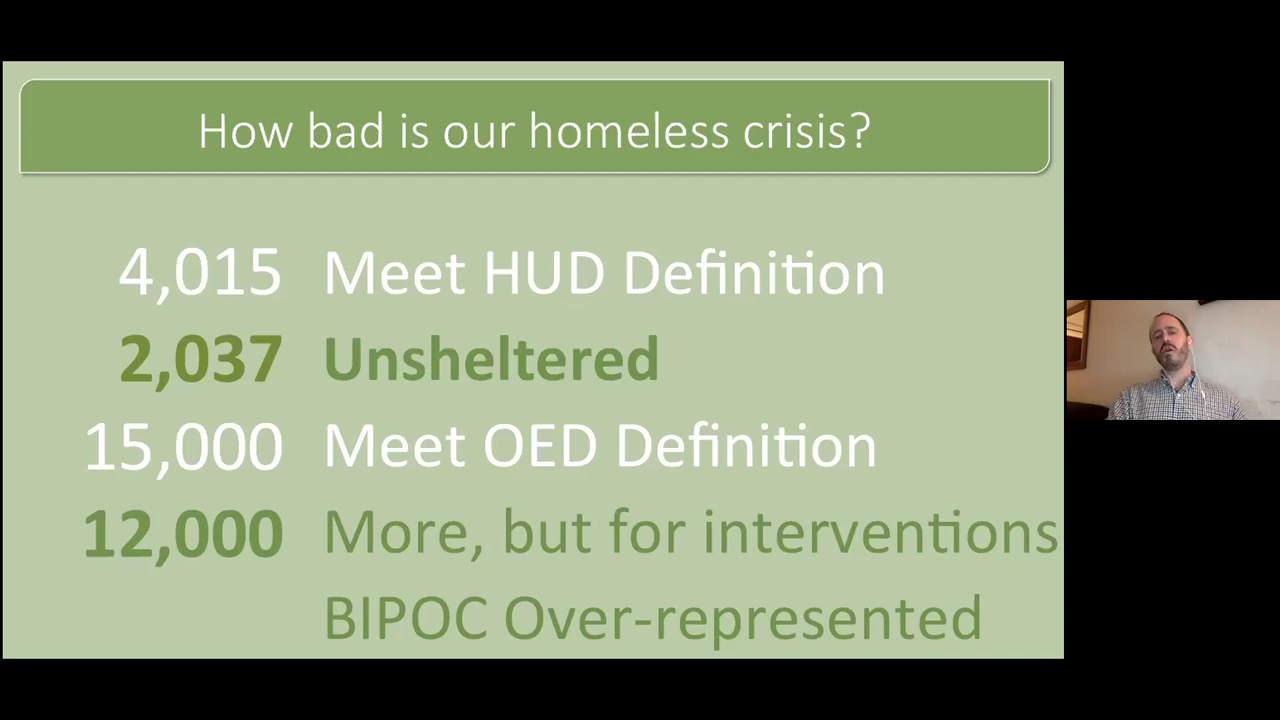 How bad is our homeless crisis?
4,015 Meet HUD Definition
2,037 Unsheltered
15,000 Meet OED Definition
12,000 More, but for interventions
BIPOC Over-represented